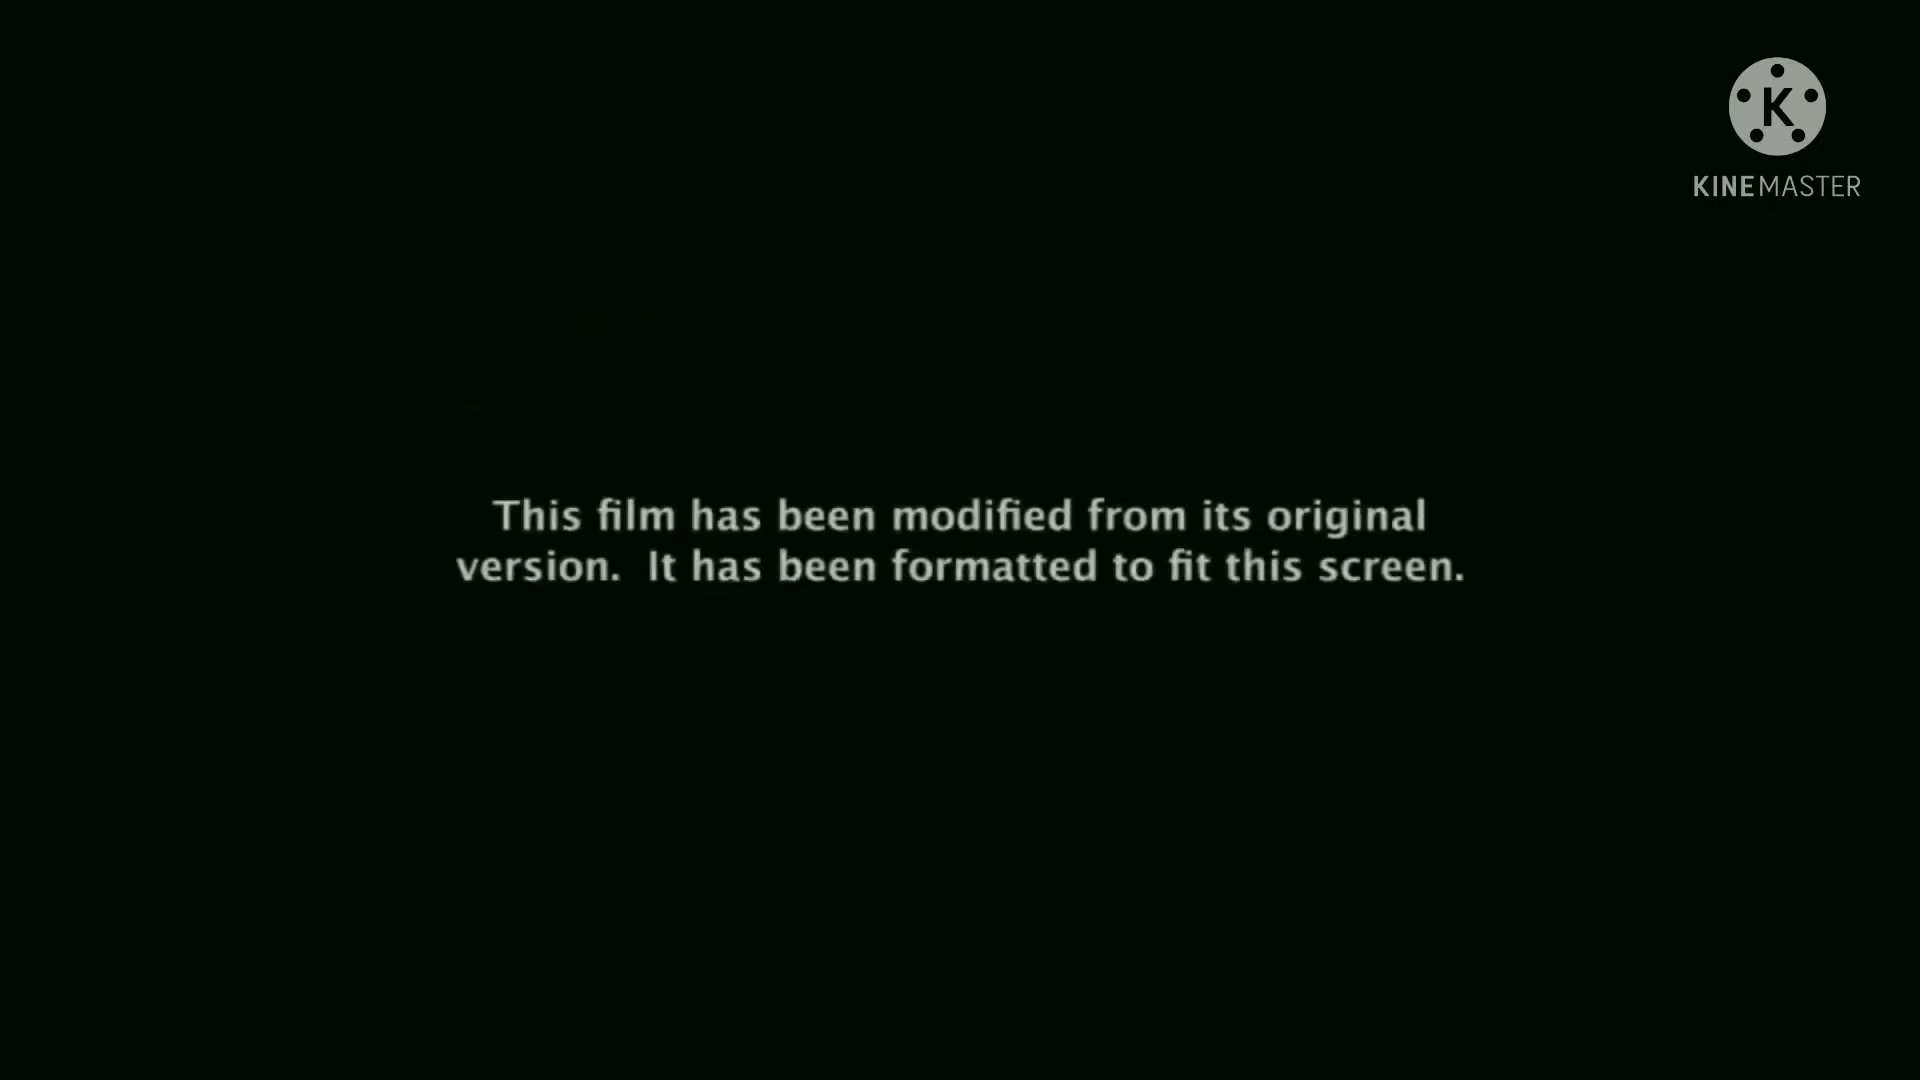 K
KINEMASTER
This film has been modified from its original
version.  It has been formatted to fit this screen.